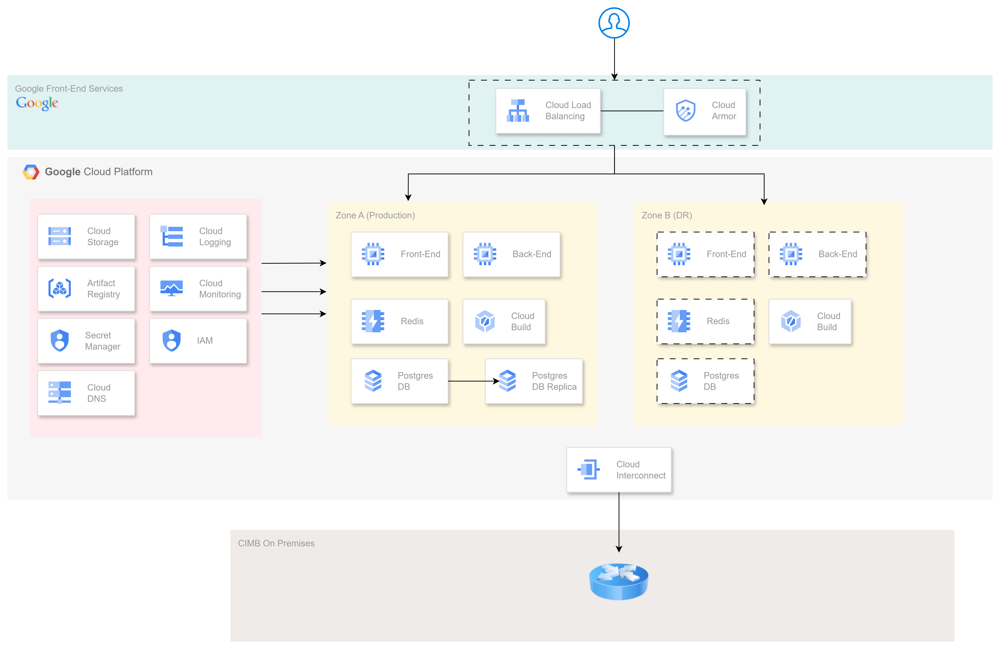 Google Front-End Services
Google
Cloud Load
Balancing
Cloud
Armor
Google Cloud Platform
Cloud
Storage
Cloud
Logging
Artifact
Registry
Cloud
Monitoring
Secret
Manager
IAM
Cloud
DNS
Zone A (Production)
Front-End
Back-End
Redis
Cloud
Build
Postgres
DB
Postgres
DB Replica
Zone B (DR)
Front-End
Back-End
Redis
Cloud
Build
Postgres
DB
Cloud
Interconnect
CIMB On Premises